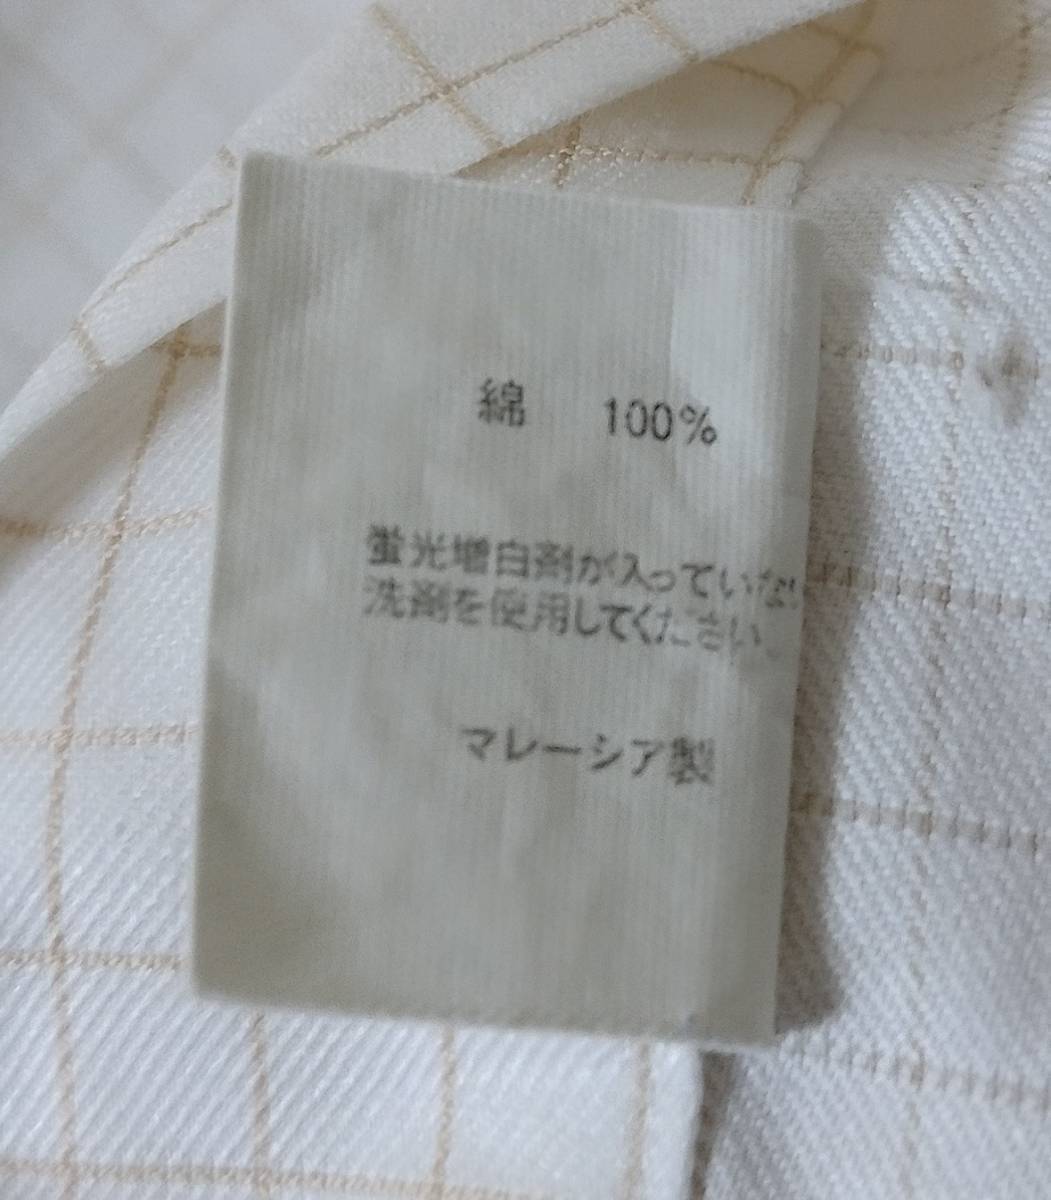 綿 100%
蛍光増白剤が入っていない
洗剤を使用してください。
マレーシア製